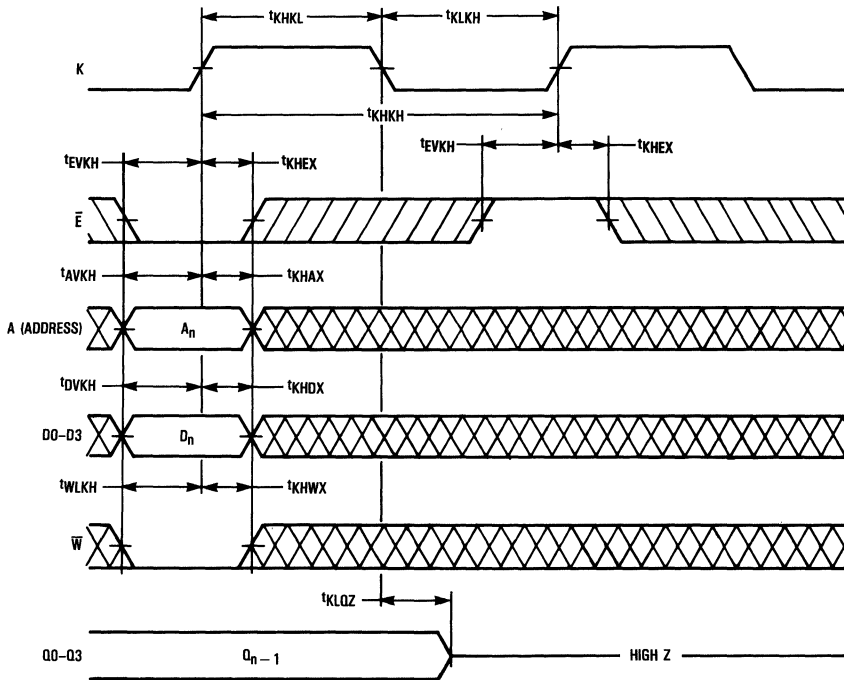 tKHKL tKLKH
K
tKHKH
tEVKH tKHEX tEVKH tKHEX
E
tAVKH tKHAX
A (ADDRESS) An
tDVKH tKHDX
D0-D3 Dn
tWLKH tKHWX
W
tKLQZ
Q0-Q3 Qn-1 HIGH Z